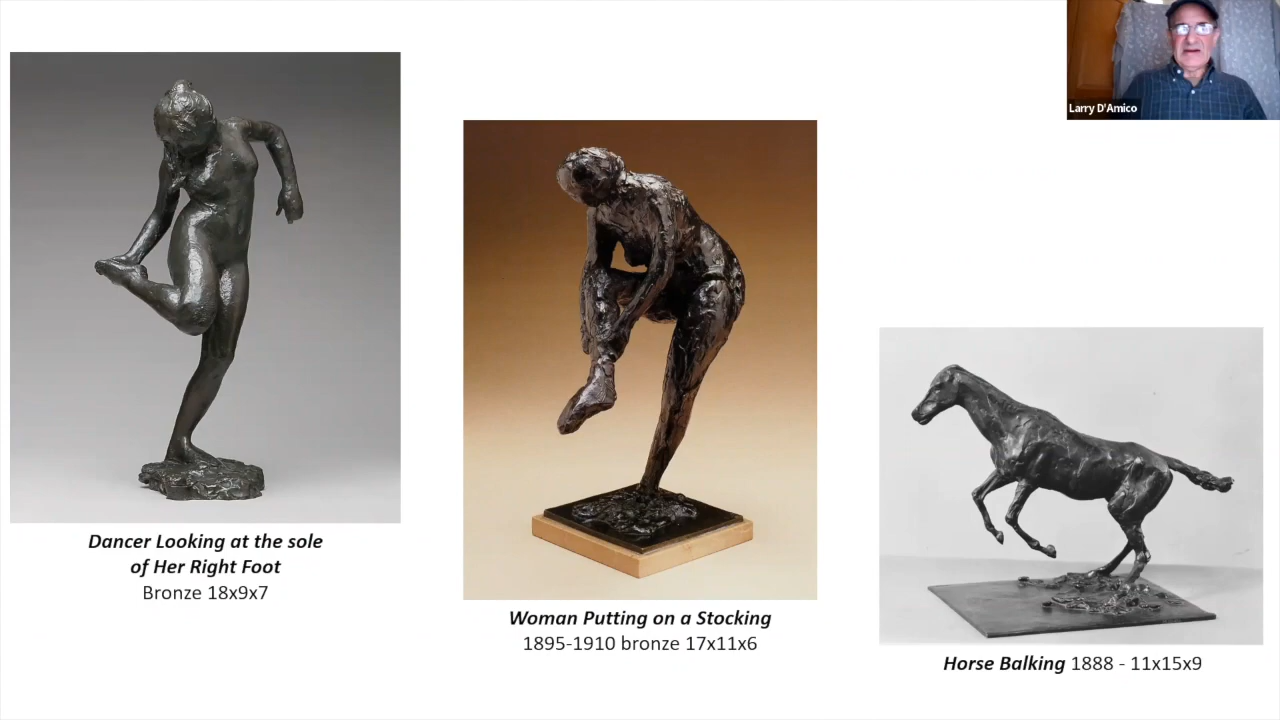 Larry D'Amico
Dancer Looking at the sole
of Her Right Foot
Bronze 18x9x7
Woman Putting on a Stocking
1895-1910 bronze 17x11x6
Horse Balking 1888 - 11x15x9